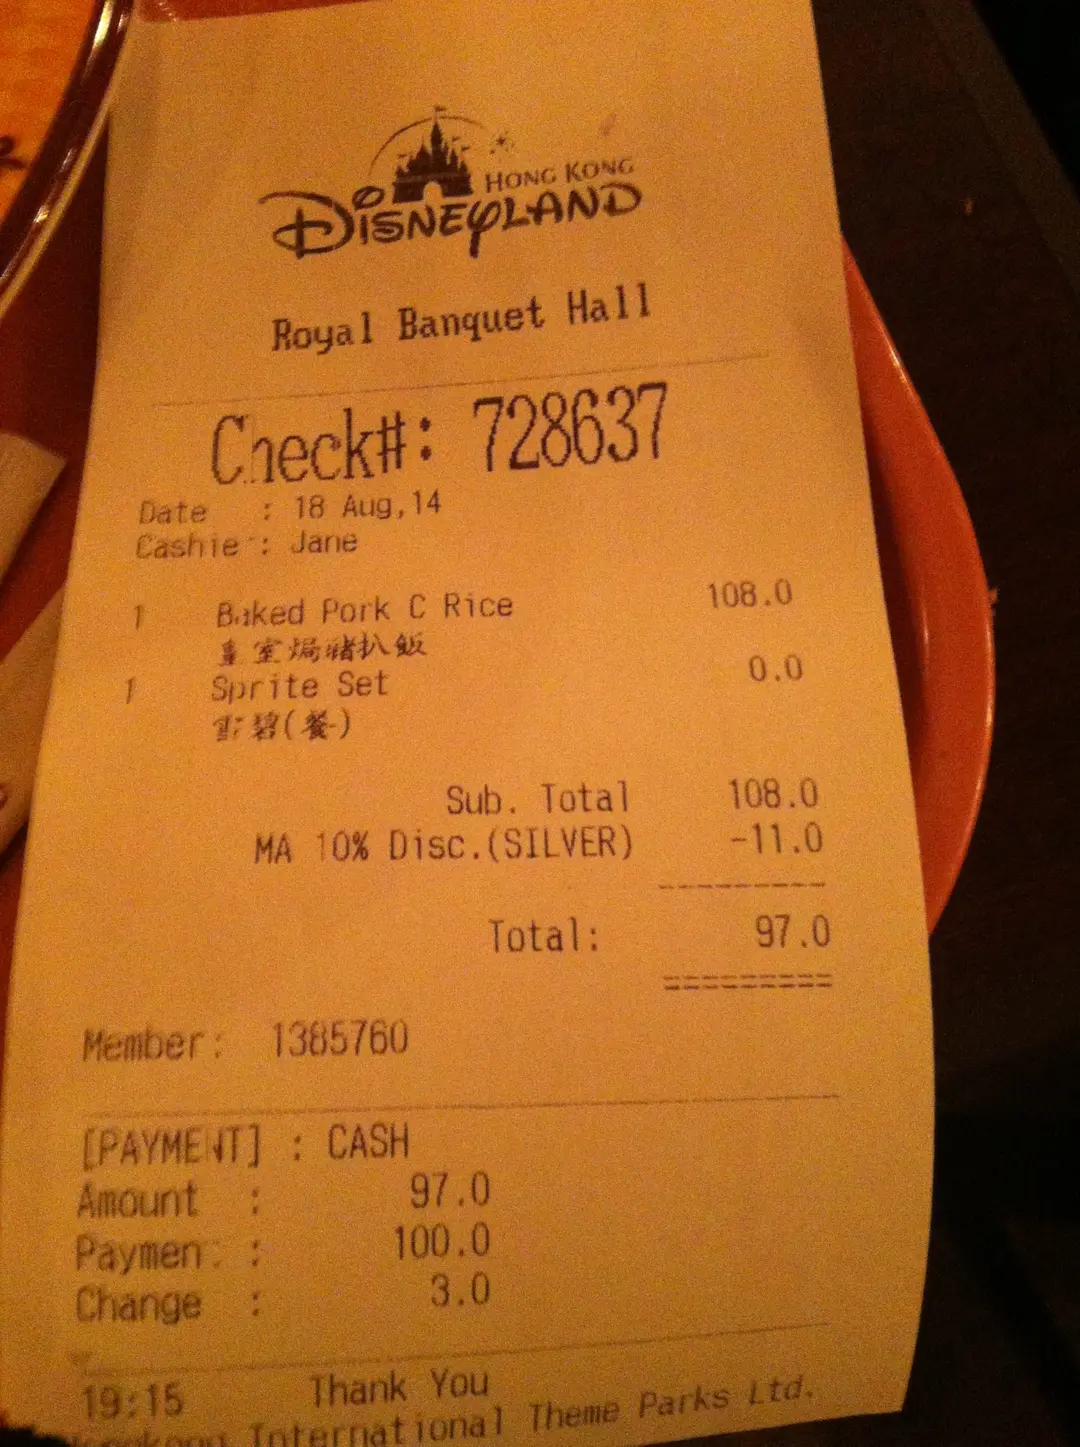 HONG KONG
DISNEYLAND
Royal Banquet Hall
Check#: 728637
Date : 18 Aug,14
Cashie : Jane
1 Baked Pork C Rice 108.0
皇室焗豬扒飯
1 Sprite Set 0.0
雪碧(餐)
Sub. Total 108.0
MA 10% Disc.(SILVER) -11.0
Total: 97.0
Member: 1385760
[PAYMENT] : CASH
Amount : 97.0
Paymen : 100.0
Change : 3.0
19:15 Thank You
Hongkong International Theme Parks Ltd.